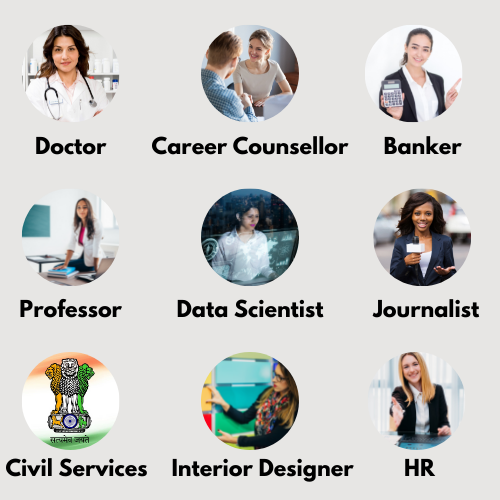 Doctor
Career Counsellor
Banker
Professor
Data Scientist
Journalist
सत्यमेव जयते
Civil Services
Interior Designer
HR